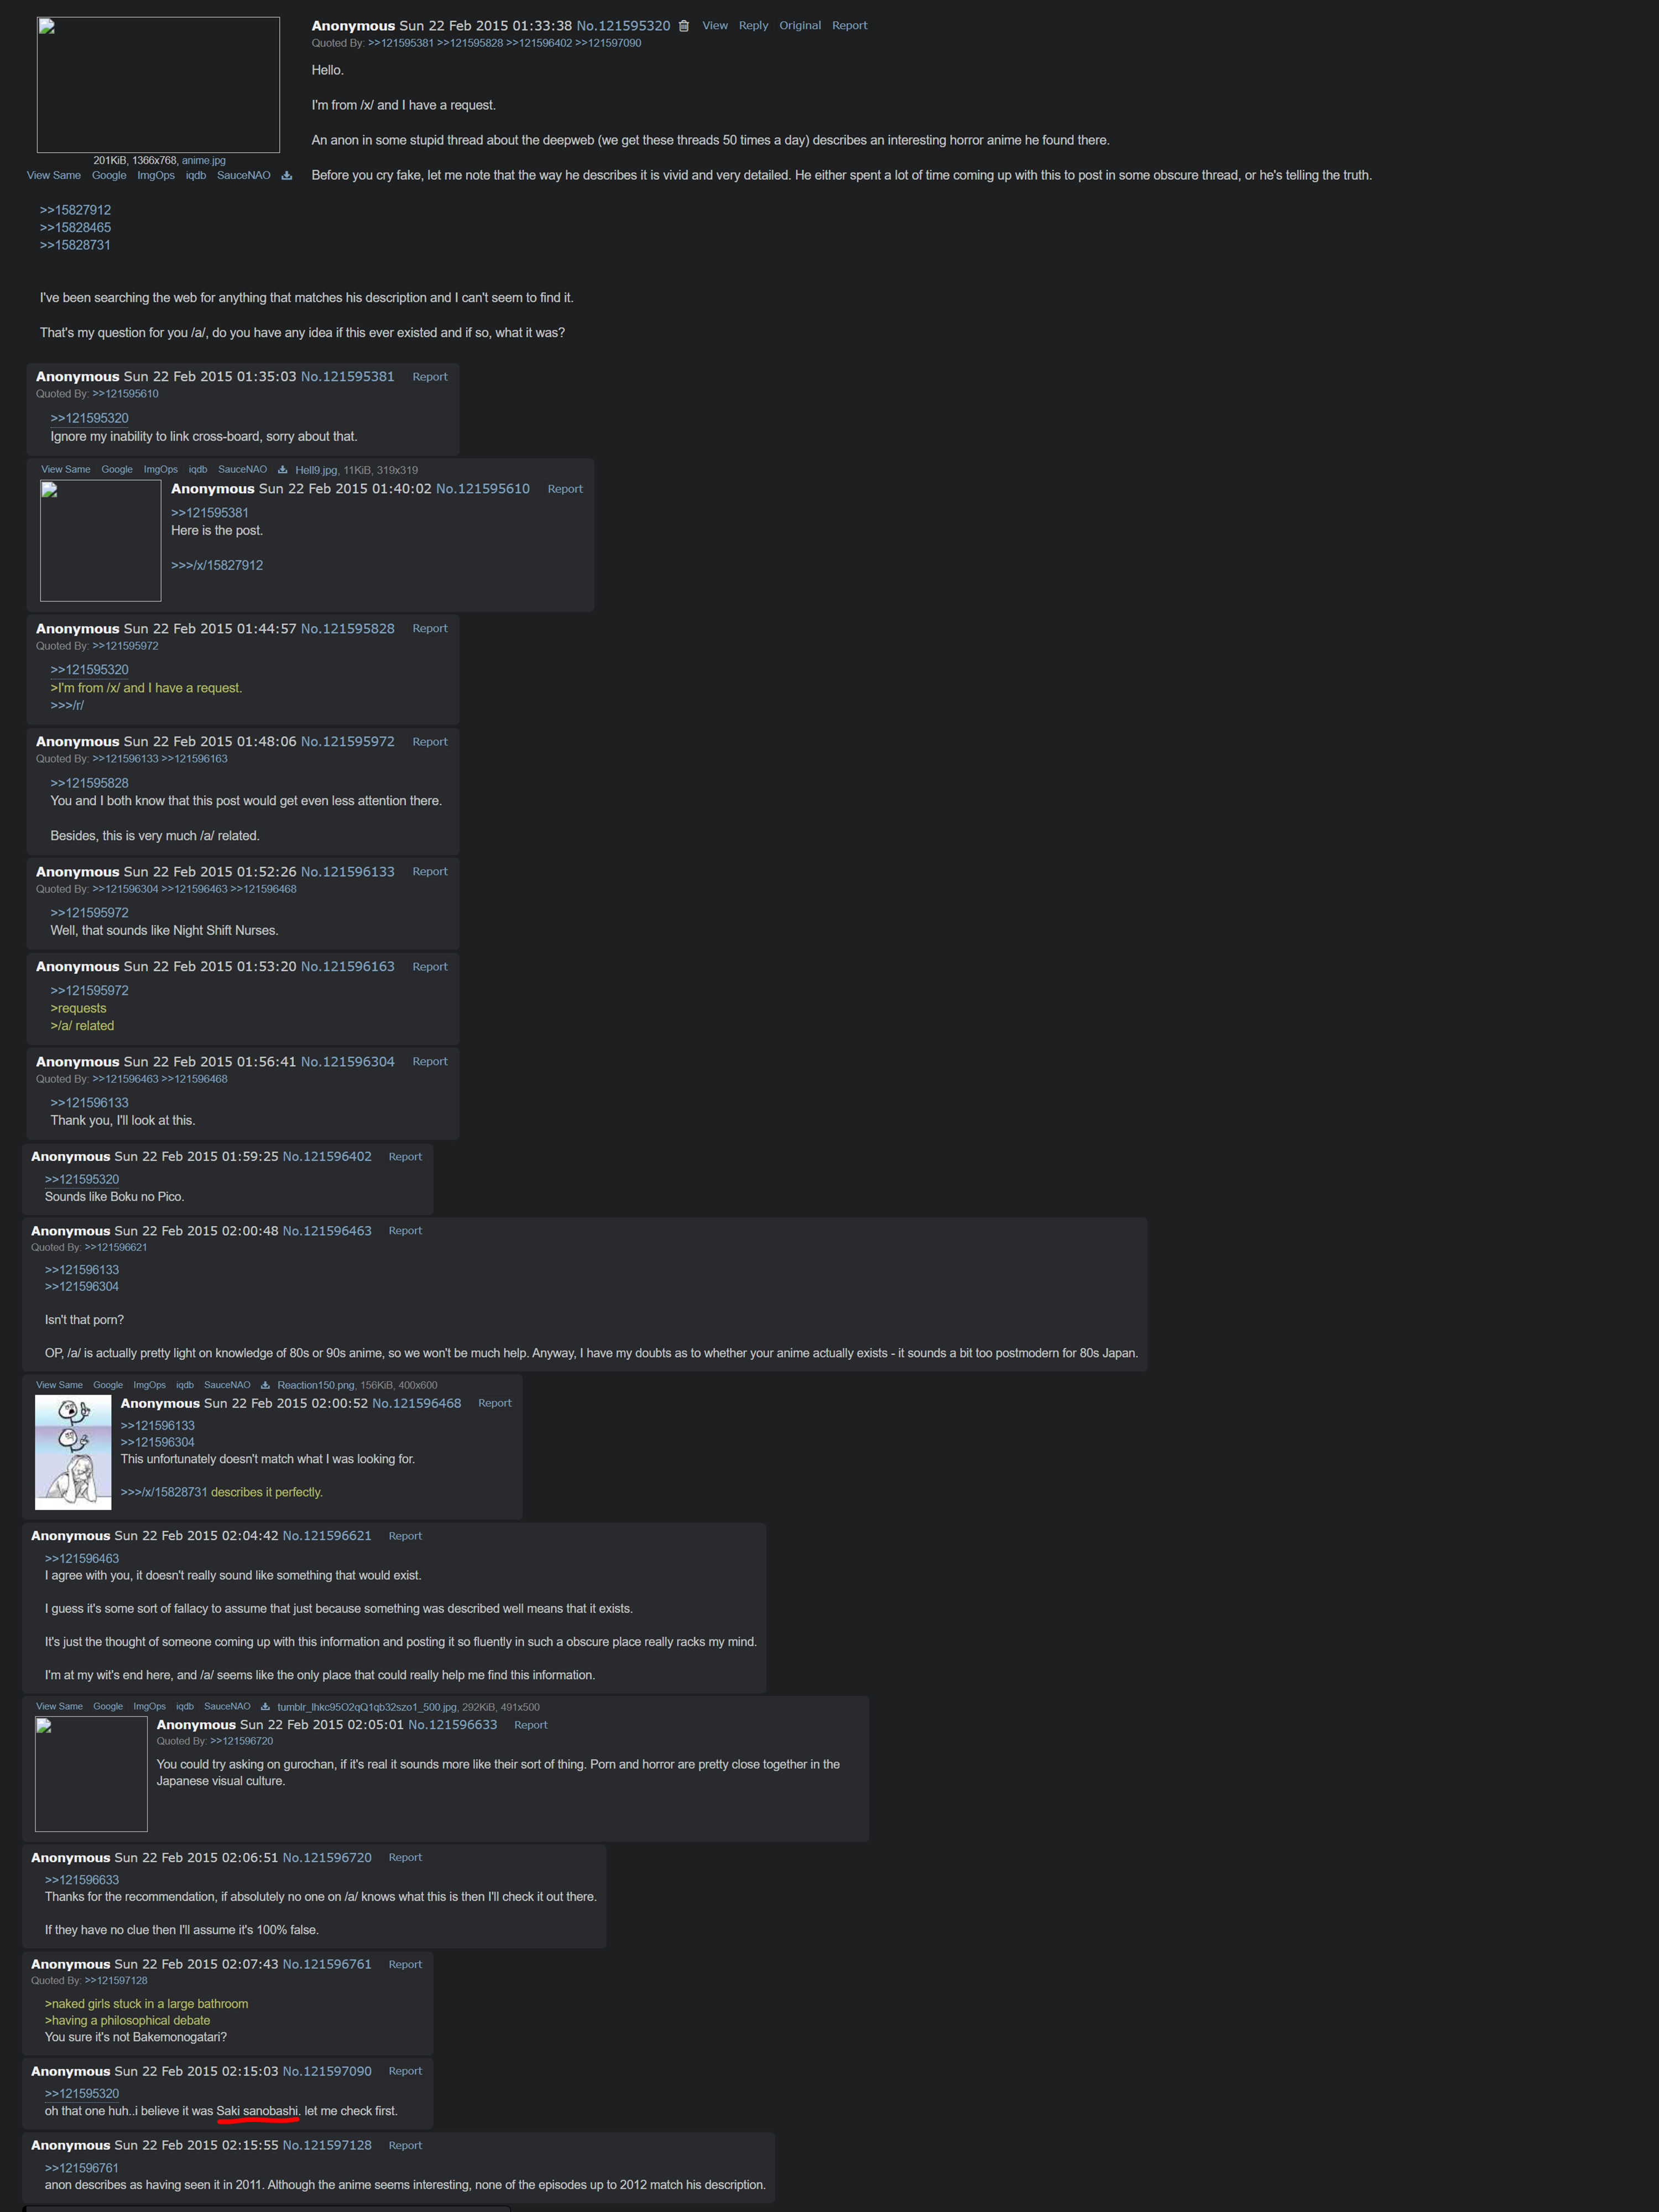 Anonymous Sun 22 Feb 2015 01:33:38 No.121595320 View Reply Original Report
Quoted By: >>121595381 >>121595828 >>121596402 >>121597090
Hello.
I'm from /x/ and I have a request.
An anon in some stupid thread about the deepweb (we get these threads 50 times a day) describes an interesting horror anime he found there.
201KiB, 1366x768, anime.jpg
View Same Google ImgOps iqdb SauceNAO
Before you cry fake, let me note that the way he describes it is vivid and very detailed. He either spent a lot of time coming up with this to post in some obscure thread, or he's telling the truth.
>>15827912
>>15828465
>>15828731
I've been searching the web for anything that matches his description and I can't seem to find it.
That's my question for you /a/, do you have any idea if this ever existed and if so, what it was?
Anonymous Sun 22 Feb 2015 01:35:03 No.121595381 Report
Quoted By: >>121595610
>>121595320
Ignore my inability to link cross-board, sorry about that.
View Same Google ImgOps iqdb SauceNAO Hell9.jpg, 11KiB, 319x319
Anonymous Sun 22 Feb 2015 01:40:02 No.121595610 Report
>>121595381
Here is the post.
>>>/x/15827912
Anonymous Sun 22 Feb 2015 01:44:57 No.121595828 Report
Quoted By: >>121595972
>>121595320
>I'm from /x/ and I have a request.
>>>/r/
Anonymous Sun 22 Feb 2015 01:48:06 No.121595972 Report
Quoted By: >>121596133 >>121596163
>>121595828
You and I both know that this post would get even less attention there.
Besides, this is very much /a/ related.
Anonymous Sun 22 Feb 2015 01:52:26 No.121596133 Report
Quoted By: >>121596304 >>121596463 >>121596468
>>121595972
Well, that sounds like Night Shift Nurses.
Anonymous Sun 22 Feb 2015 01:53:20 No.121596163 Report
>>121595972
>requests
>/a/ related
Anonymous Sun 22 Feb 2015 01:56:41 No.121596304 Report
Quoted By: >>121596463 >>121596468
>>121596133
Thank you, I'll look at this.
Anonymous Sun 22 Feb 2015 01:59:25 No.121596402 Report
>>121595320
Sounds like Boku no Pico.
Anonymous Sun 22 Feb 2015 02:00:48 No.121596463 Report
Quoted By: >>121596621
>>121596133
>>121596304
Isn't that porn?
OP, /a/ is actually pretty light on knowledge of 80s or 90s anime, so we won't be much help. Anyway, I have my doubts as to whether your anime actually exists - it sounds a bit too postmodern for 80s Japan.
View Same Google ImgOps iqdb SauceNAO Reaction150.png, 156KiB, 400x600
Anonymous Sun 22 Feb 2015 02:00:52 No.121596468 Report
>>121596133
>>121596304
This unfortunately doesn't match what I was looking for.
>>>/x/15828731 describes it perfectly.
Anonymous Sun 22 Feb 2015 02:04:42 No.121596621 Report
>>121596463
I agree with you, it doesn't really sound like something that would exist.
I guess it's some sort of fallacy to assume that just because something was described well means that it exists.
It's just the thought of someone coming up with this information and posting it so fluently in such a obscure place really racks my mind.
I'm at my wit's end here, and /a/ seems like the only place that could really help me find this information.
View Same Google ImgOps iqdb SauceNAO tumblr_lhkc95O2qQ1qb32szo1_500.jpg, 292KiB, 491x500
Anonymous Sun 22 Feb 2015 02:05:01 No.121596633 Report
Quoted By: >>121596720
You could try asking on gurochan, if it's real it sounds more like their sort of thing. Porn and horror are pretty close together in the
Japanese visual culture.
Anonymous Sun 22 Feb 2015 02:06:51 No.121596720 Report
>>121596633
Thanks for the recommendation, if absolutely no one on /a/ knows what this is then I'll check it out there.
If they have no clue then I'll assume it's 100% false.
Anonymous Sun 22 Feb 2015 02:07:43 No.121596761 Report
Quoted By: >>121597128
>naked girls stuck in a large bathroom
>having a philosophical debate
You sure it's not Bakemonogatari?
Anonymous Sun 22 Feb 2015 02:15:03 No.121597090 Report
>>121595320
oh that one huh..i believe it was Saki sanobashi. let me check first.
Anonymous Sun 22 Feb 2015 02:15:55 No.121597128 Report
>>121596761
anon describes as having seen it in 2011. Although the anime seems interesting, none of the episodes up to 2012 match his description.